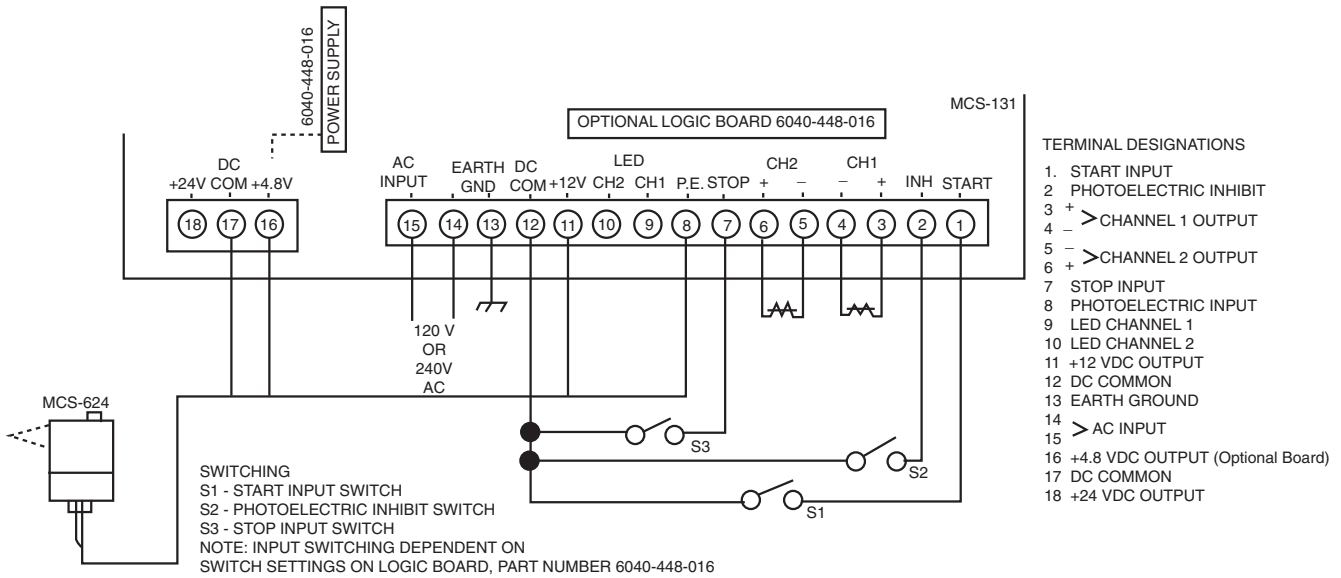 6040-448-016
POWER SUPPLY
MCS-131
OPTIONAL LOGIC BOARD 6040-448-016
DC
+24V COM +4.8V
18 17 16
AC
INPUT
EARTH
GND
DC
COM +12V
LED
CH2 CH1
P.E. STOP
CH2
+ –
CH1
– +
INH START
15 14 13 12 11 10 9 8 7 6 5 4 3 2 1
120 V
OR
240V
AC
MCS-624
S3
S2
S1
SWITCHING
S1 - START INPUT SWITCH
S2 - PHOTOELECTRIC INHIBIT SWITCH
S3 - STOP INPUT SWITCH
NOTE: INPUT SWITCHING DEPENDENT ON
SWITCH SETTINGS ON LOGIC BOARD, PART NUMBER 6040-448-016
TERMINAL DESIGNATIONS
1. START INPUT
2 PHOTOELECTRIC INHIBIT
3 +
> CHANNEL 1 OUTPUT
4 –
5 –
> CHANNEL 2 OUTPUT
6 +
7 STOP INPUT
8 PHOTOELECTRIC INPUT
9 LED CHANNEL 1
10 LED CHANNEL 2
11 +12 VDC OUTPUT
12 DC COMMON
13 EARTH GROUND
14
> AC INPUT
15
16 +4.8 VDC OUTPUT (Optional Board)
17 DC COMMON
18 +24 VDC OUTPUT